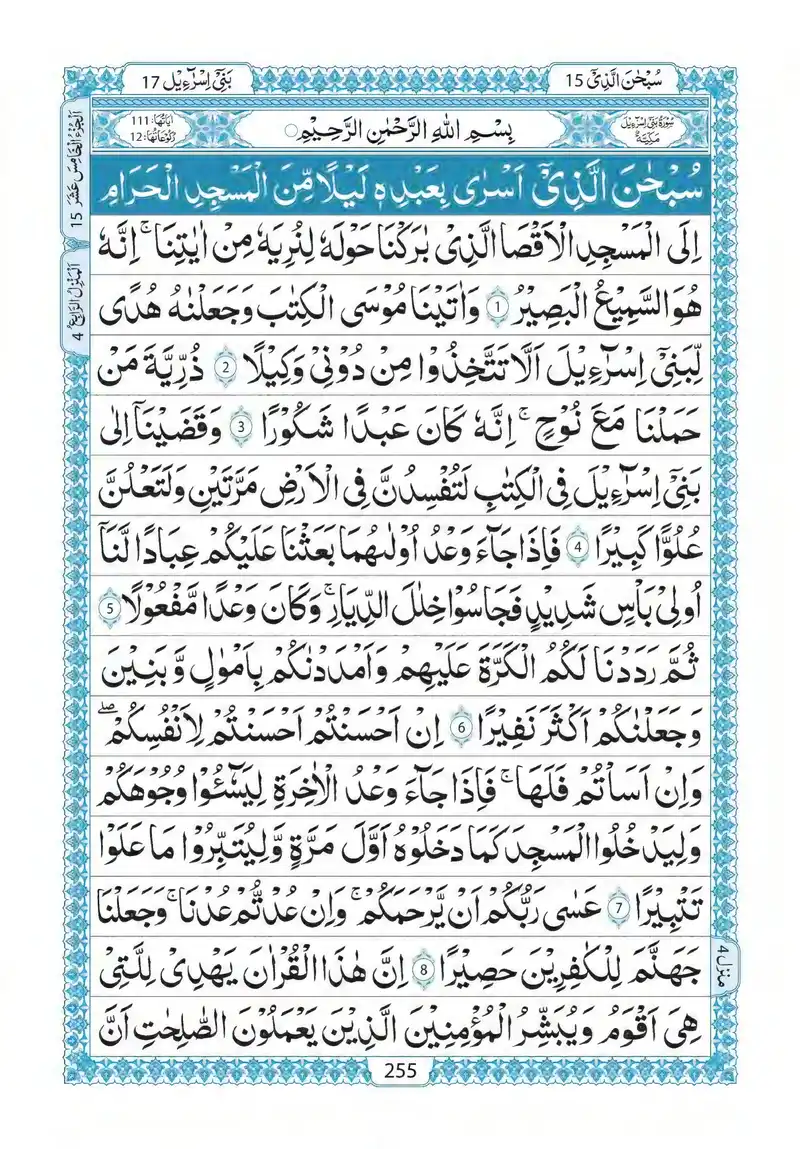 سُبْحٰنَ الَّذِیْۤ 15
بَنِیْۤ اِسْرَآءِیْل 17
سُوْرَةُ بَنِیْۤ اِسْرَآءِیْلَ
مَكِّیَّةٌ
بِسْمِ اللّٰهِ الرَّحْمٰنِ الرَّحِیْمِ
اٰیَاتُهَا: 111
رُكُوْعَاتُهَا: 12
سُبْحٰنَ الَّذِیْۤ اَسْرٰی بِعَبْدِهٖ لَیْلًا مِّنَ الْمَسْجِدِ الْحَرَامِ
اِلَی الْمَسْجِدِ الْاَقْصَا الَّذِیْ بٰرَكْنَا حَوْلَهٗ لِنُرِیَهٗ مِنْ اٰیٰتِنَا ۚ اِنَّهٗ
هُوَ السَّمِیْعُ الْبَصِیْرُ 1 وَاٰتَیْنَا مُوْسَی الْكِتٰبَ وَجَعَلْنٰهُ هُدًی
لِّبَنِیْۤ اِسْرَآءِیْلَ اَلَّا تَتَّخِذُوْا مِنْ دُوْنِیْ وَكِیْلًا 2 ذُرِّیَّةَ مَنْ
حَمَلْنَا مَعَ نُوْحٍ ۚ اِنَّهٗ كَانَ عَبْدًا شَكُوْرًا 3 وَقَضَیْنَاۤ اِلٰی
بَنِیْۤ اِسْرَآءِیْلَ فِی الْكِتٰبِ لَتُفْسِدُنَّ فِی الْاَرْضِ مَرَّتَیْنِ وَلَتَعْلُنَّ
عُلُوًّا كَبِیْرًا 4 فَاِذَا جَآءَ وَعْدُ اُوْلٰىهُمَا بَعَثْنَا عَلَیْكُمْ عِبَادًا لَّنَاۤ
اُولِیْ بَاْسٍ شَدِیْدٍ فَجَاسُوْا خِلٰلَ الدِّیَارِ ۚ وَكَانَ وَعْدًا مَّفْعُوْلًا 5
ثُمَّ رَدَدْنَا لَكُمُ الْكَرَّةَ عَلَیْهِمْ وَاَمْدَدْنٰكُمْ بِاَمْوٰلٍ وَّبَنِیْنَ
وَجَعَلْنٰكُمْ اَكْثَرَ نَفِیْرًا 6 اِنْ اَحْسَنْتُمْ اَحْسَنْتُمْ لِاَنْفُسِكُمْ ۖ
وَاِنْ اَسَاْتُمْ فَلَهَا ۚ فَاِذَا جَآءَ وَعْدُ الْاٰخِرَةِ لِیَسُـْٓٔوْا وُجُوْهَكُمْ
وَلِیَدْخُلُوا الْمَسْجِدَ كَمَا دَخَلُوْهُ اَوَّلَ مَرَّةٍ وَّلِیُتَبِّرُوْا مَا عَلَوْا
تَتْبِیْرًا 7 عَسٰی رَبُّكُمْ اَنْ یَّرْحَمَكُمْ ۚ وَاِنْ عُدْتُّمْ عُدْنَا ۚ وَجَعَلْنَا
جَهَنَّمَ لِلْكٰفِرِیْنَ حَصِیْرًا 8 اِنَّ هٰذَا الْقُرْاٰنَ یَهْدِیْ لِلَّتِیْ
هِیَ اَقْوَمُ وَیُبَشِّرُ الْمُؤْمِنِیْنَ الَّذِیْنَ یَعْمَلُوْنَ الصّٰلِحٰتِ اَنَّ
اَلْجُزْءُ الْخَامِسَ عَشَرَ 15
اَلْمَنْزِلُ الرَّابِعُ 4
منزل 4
255